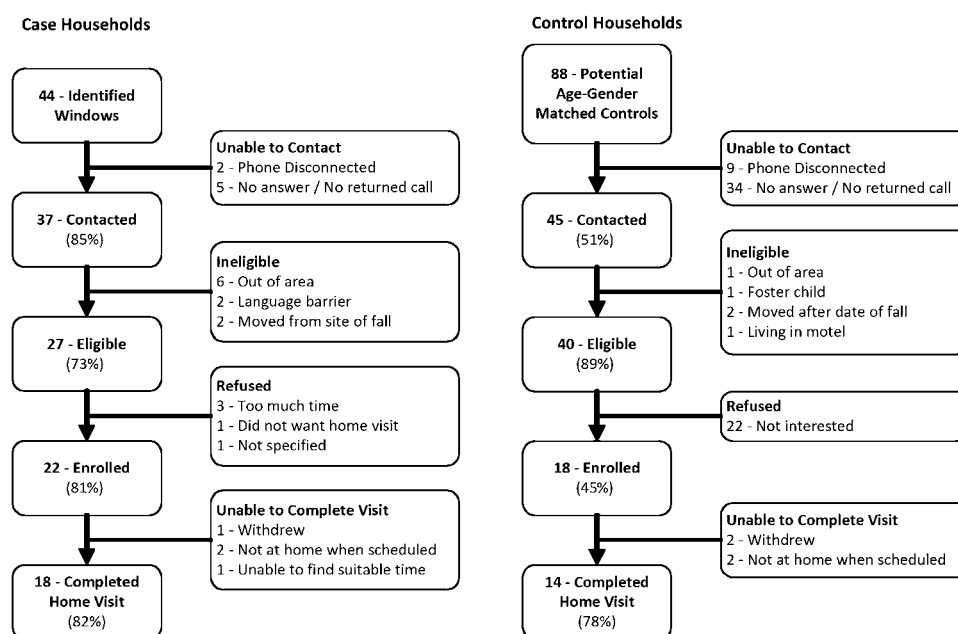 Case Households
44 - Identified
Windows
Unable to Contact
2 - Phone Disconnected
5 - No answer / No returned call
37 - Contacted
(85%)
Ineligible
6 - Out of area
2 - Language barrier
2 - Moved from site of fall
27 - Eligible
(73%)
Refused
3 - Too much time
1 - Did not want home visit
1 - Not specified
22 - Enrolled
(81%)
Unable to Complete Visit
1 - Withdrew
2 - Not at home when scheduled
1 - Unable to find suitable time
18 - Completed
Home Visit
(82%)
Control Households
88 - Potential
Age-Gender
Matched Controls
Unable to Contact
9 - Phone Disconnected
34 - No answer / No returned call
45 - Contacted
(51%)
Ineligible
1 - Out of area
1 - Foster child
2 - Moved after date of fall
1 - Living in motel
40 - Eligible
(89%)
Refused
22 - Not interested
18 - Enrolled
(45%)
Unable to Complete Visit
2 - Withdrew
2 - Not at home when scheduled
14 - Completed
Home Visit
(78%)